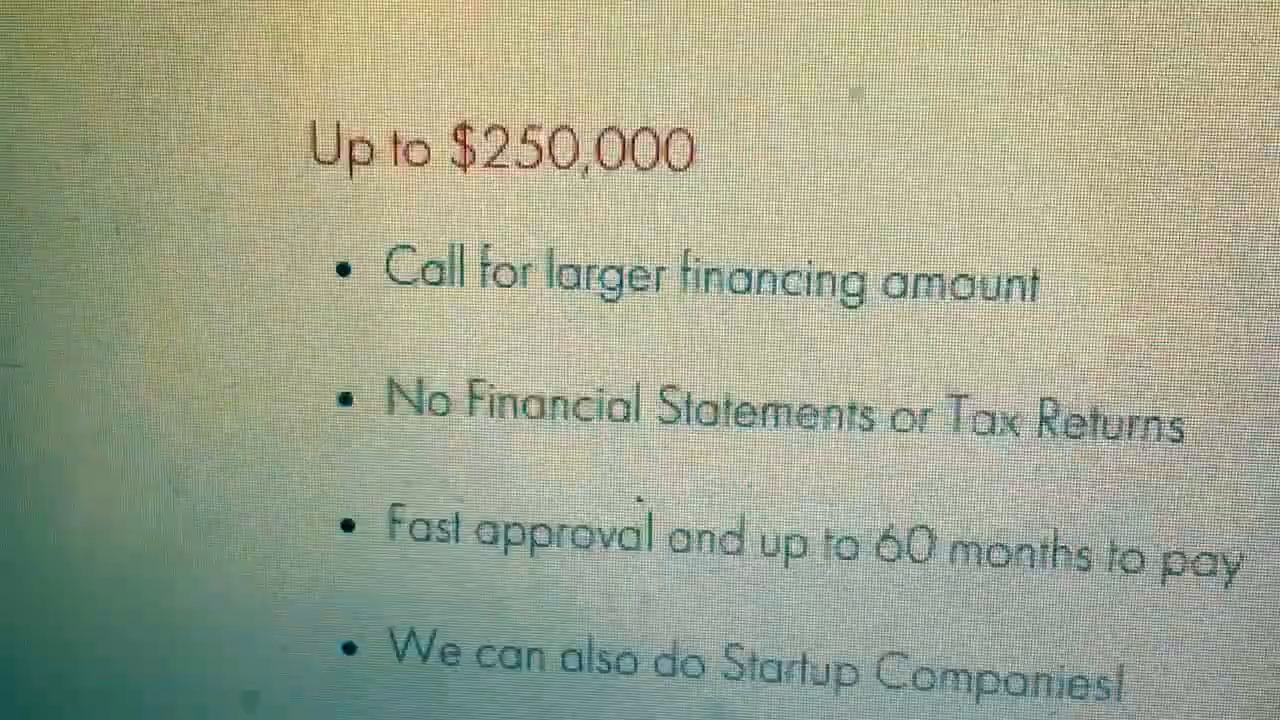 Up to $250,000
• Call for larger financing amount
• No Financial Statements or Tax Returns
• Fast approval and up to 60 months to pay
• We can also do Startup Companies!